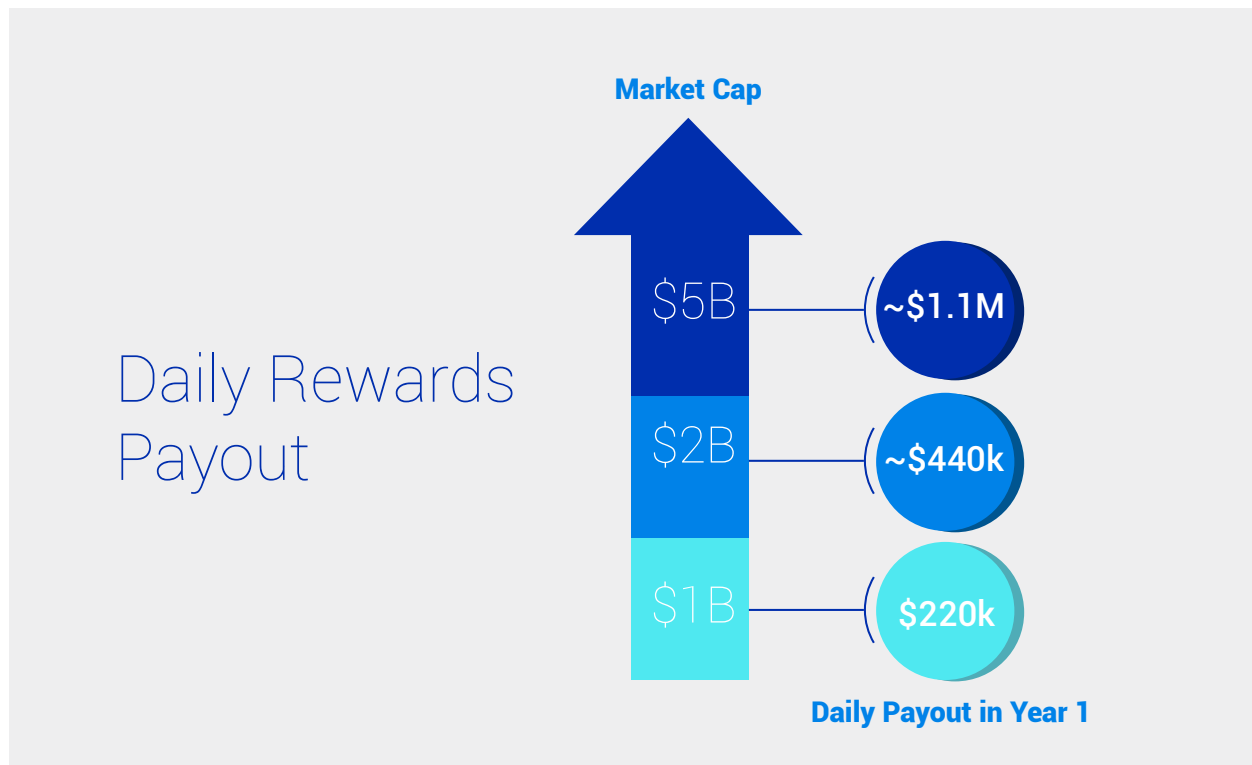 Market Cap
Daily Rewards
Payout
$5B
~$1.1M
$2B
~$440k
$1B
$220k
Daily Payout in Year 1